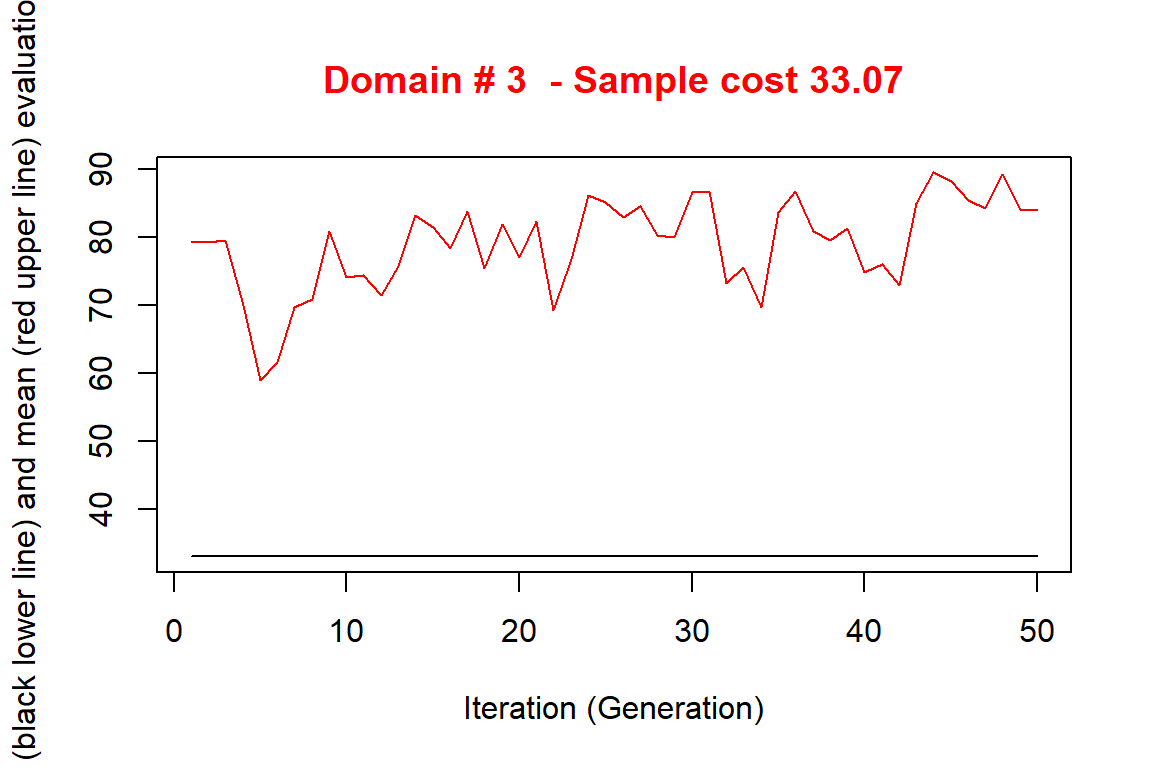 Domain # 3  - Sample cost 33.07
(black lower line) and mean (red upper line) evaluatio
90
80
70
60
50
40
0 10 20 30 40 50
Iteration (Generation)